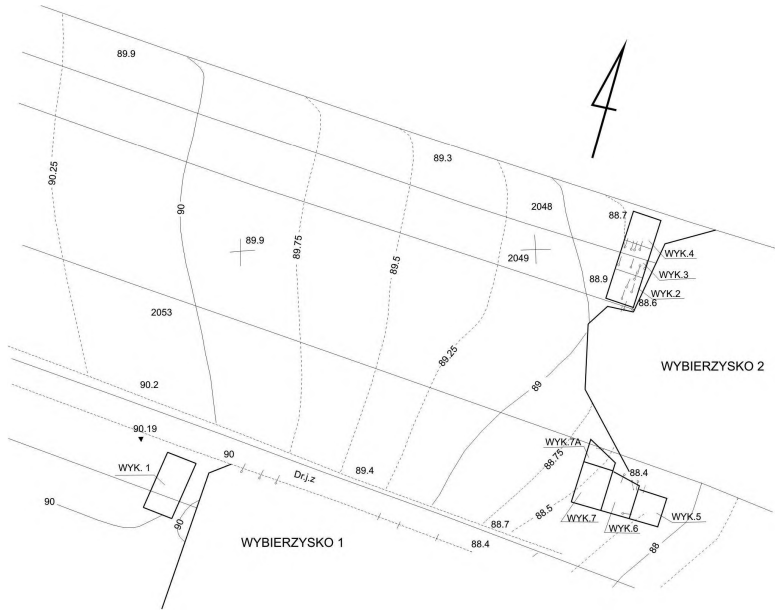 89.9
90.25
89.3
90
2048
88.7
89.9
89.75
89.5
2049
WYK.4
WYK.3
88.9
WYK.2
88.6
2053
89.25
WYBIERZYSKO 2
90.2
89
90.19
90
WYK.7A
88.75
88.4
WYK. 1
89.4
Dr.j.z
88.5
WYK.7
WYK.6
WYK.5
90
90
88.7
88.4
88
WYBIERZYSKO 1